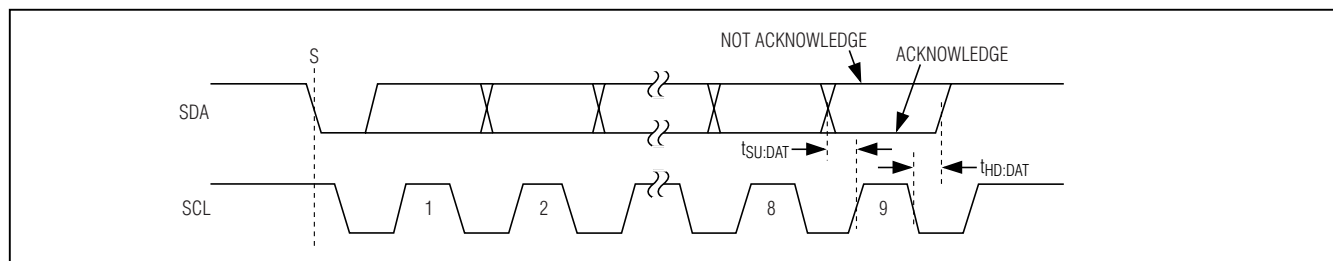 NOT ACKNOWLEDGE
S
ACKNOWLEDGE
SDA
tSU:DAT
tHD:DAT
SCL
1
2
8
9